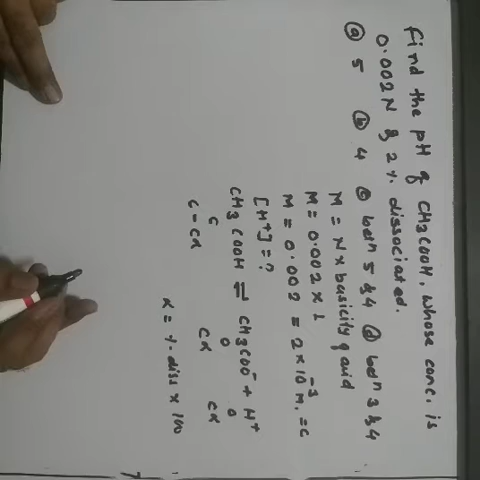 Find the pH of CH3COOH, whose conc. is
0.002N & 2%. dissociated.
ⓐ 5 ⓑ 4 ⓒ betn 5 & 4 ⓓ betn 3 & 4
M = N × basicity of acid
M = 0.002 × 1
M = 0.002 = 2 × 10⁻³ M. = C
[H⁺] = ?
CH3COOH ⇌ CH3COO⁻ + H⁺
C 0 0
C - Cα Cα Cα
α = %. diss × 100